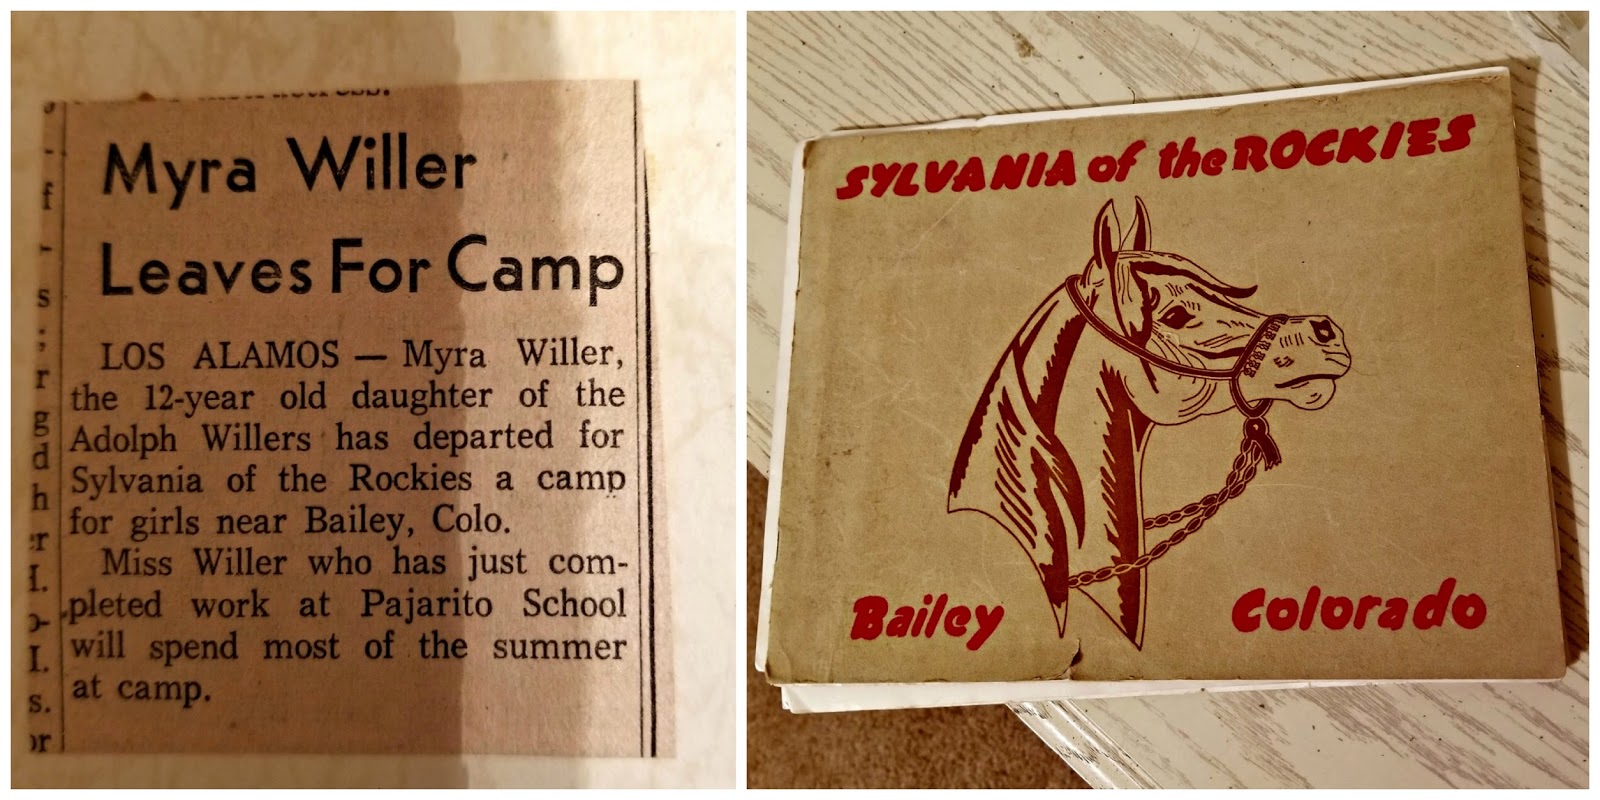 Myra Willer
Leaves For Camp
LOS ALAMOS — Myra Willer,
the 12-year old daughter of the
Adolph Willers has departed for
Sylvania of the Rockies a camp
for girls near Bailey, Colo.
Miss Willer who has just com-
pleted work at Pajarito School
will spend most of the summer
at camp.
SYLVANIA of the ROCKIES
Bailey Colorado